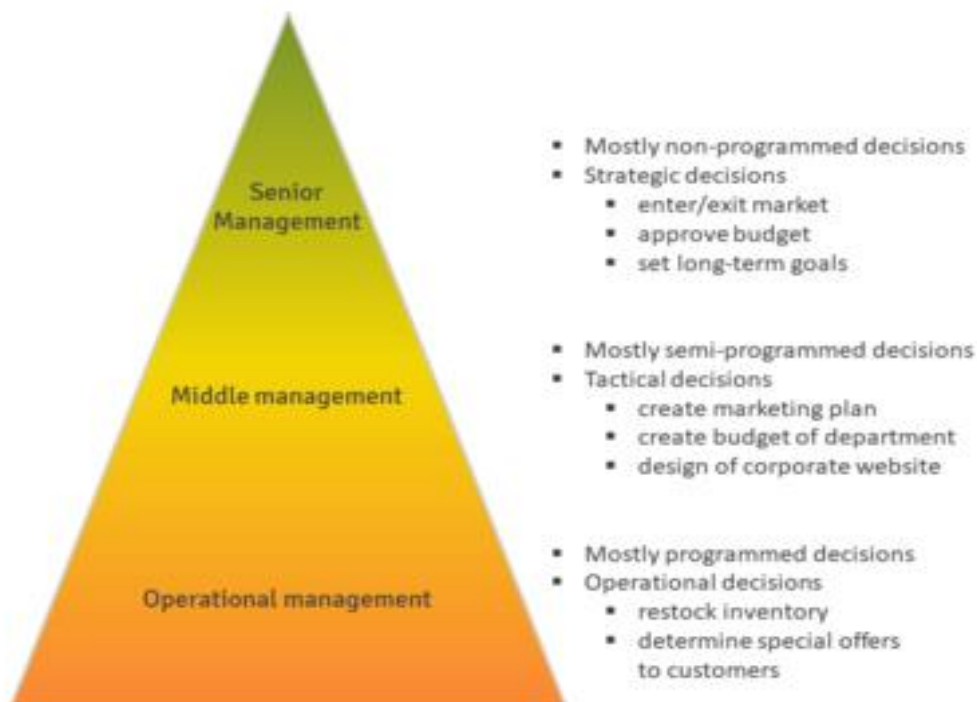 Senior
Management
▪ Mostly non-programmed decisions
▪ Strategic decisions
▪ enter/exit market
▪ approve budget
▪ set long-term goals
Middle management
▪ Mostly semi-programmed decisions
▪ Tactical decisions
▪ create marketing plan
▪ create budget of department
▪ design of corporate website
Operational management
▪ Mostly programmed decisions
▪ Operational decisions
▪ restock inventory
▪ determine special offers
to customers